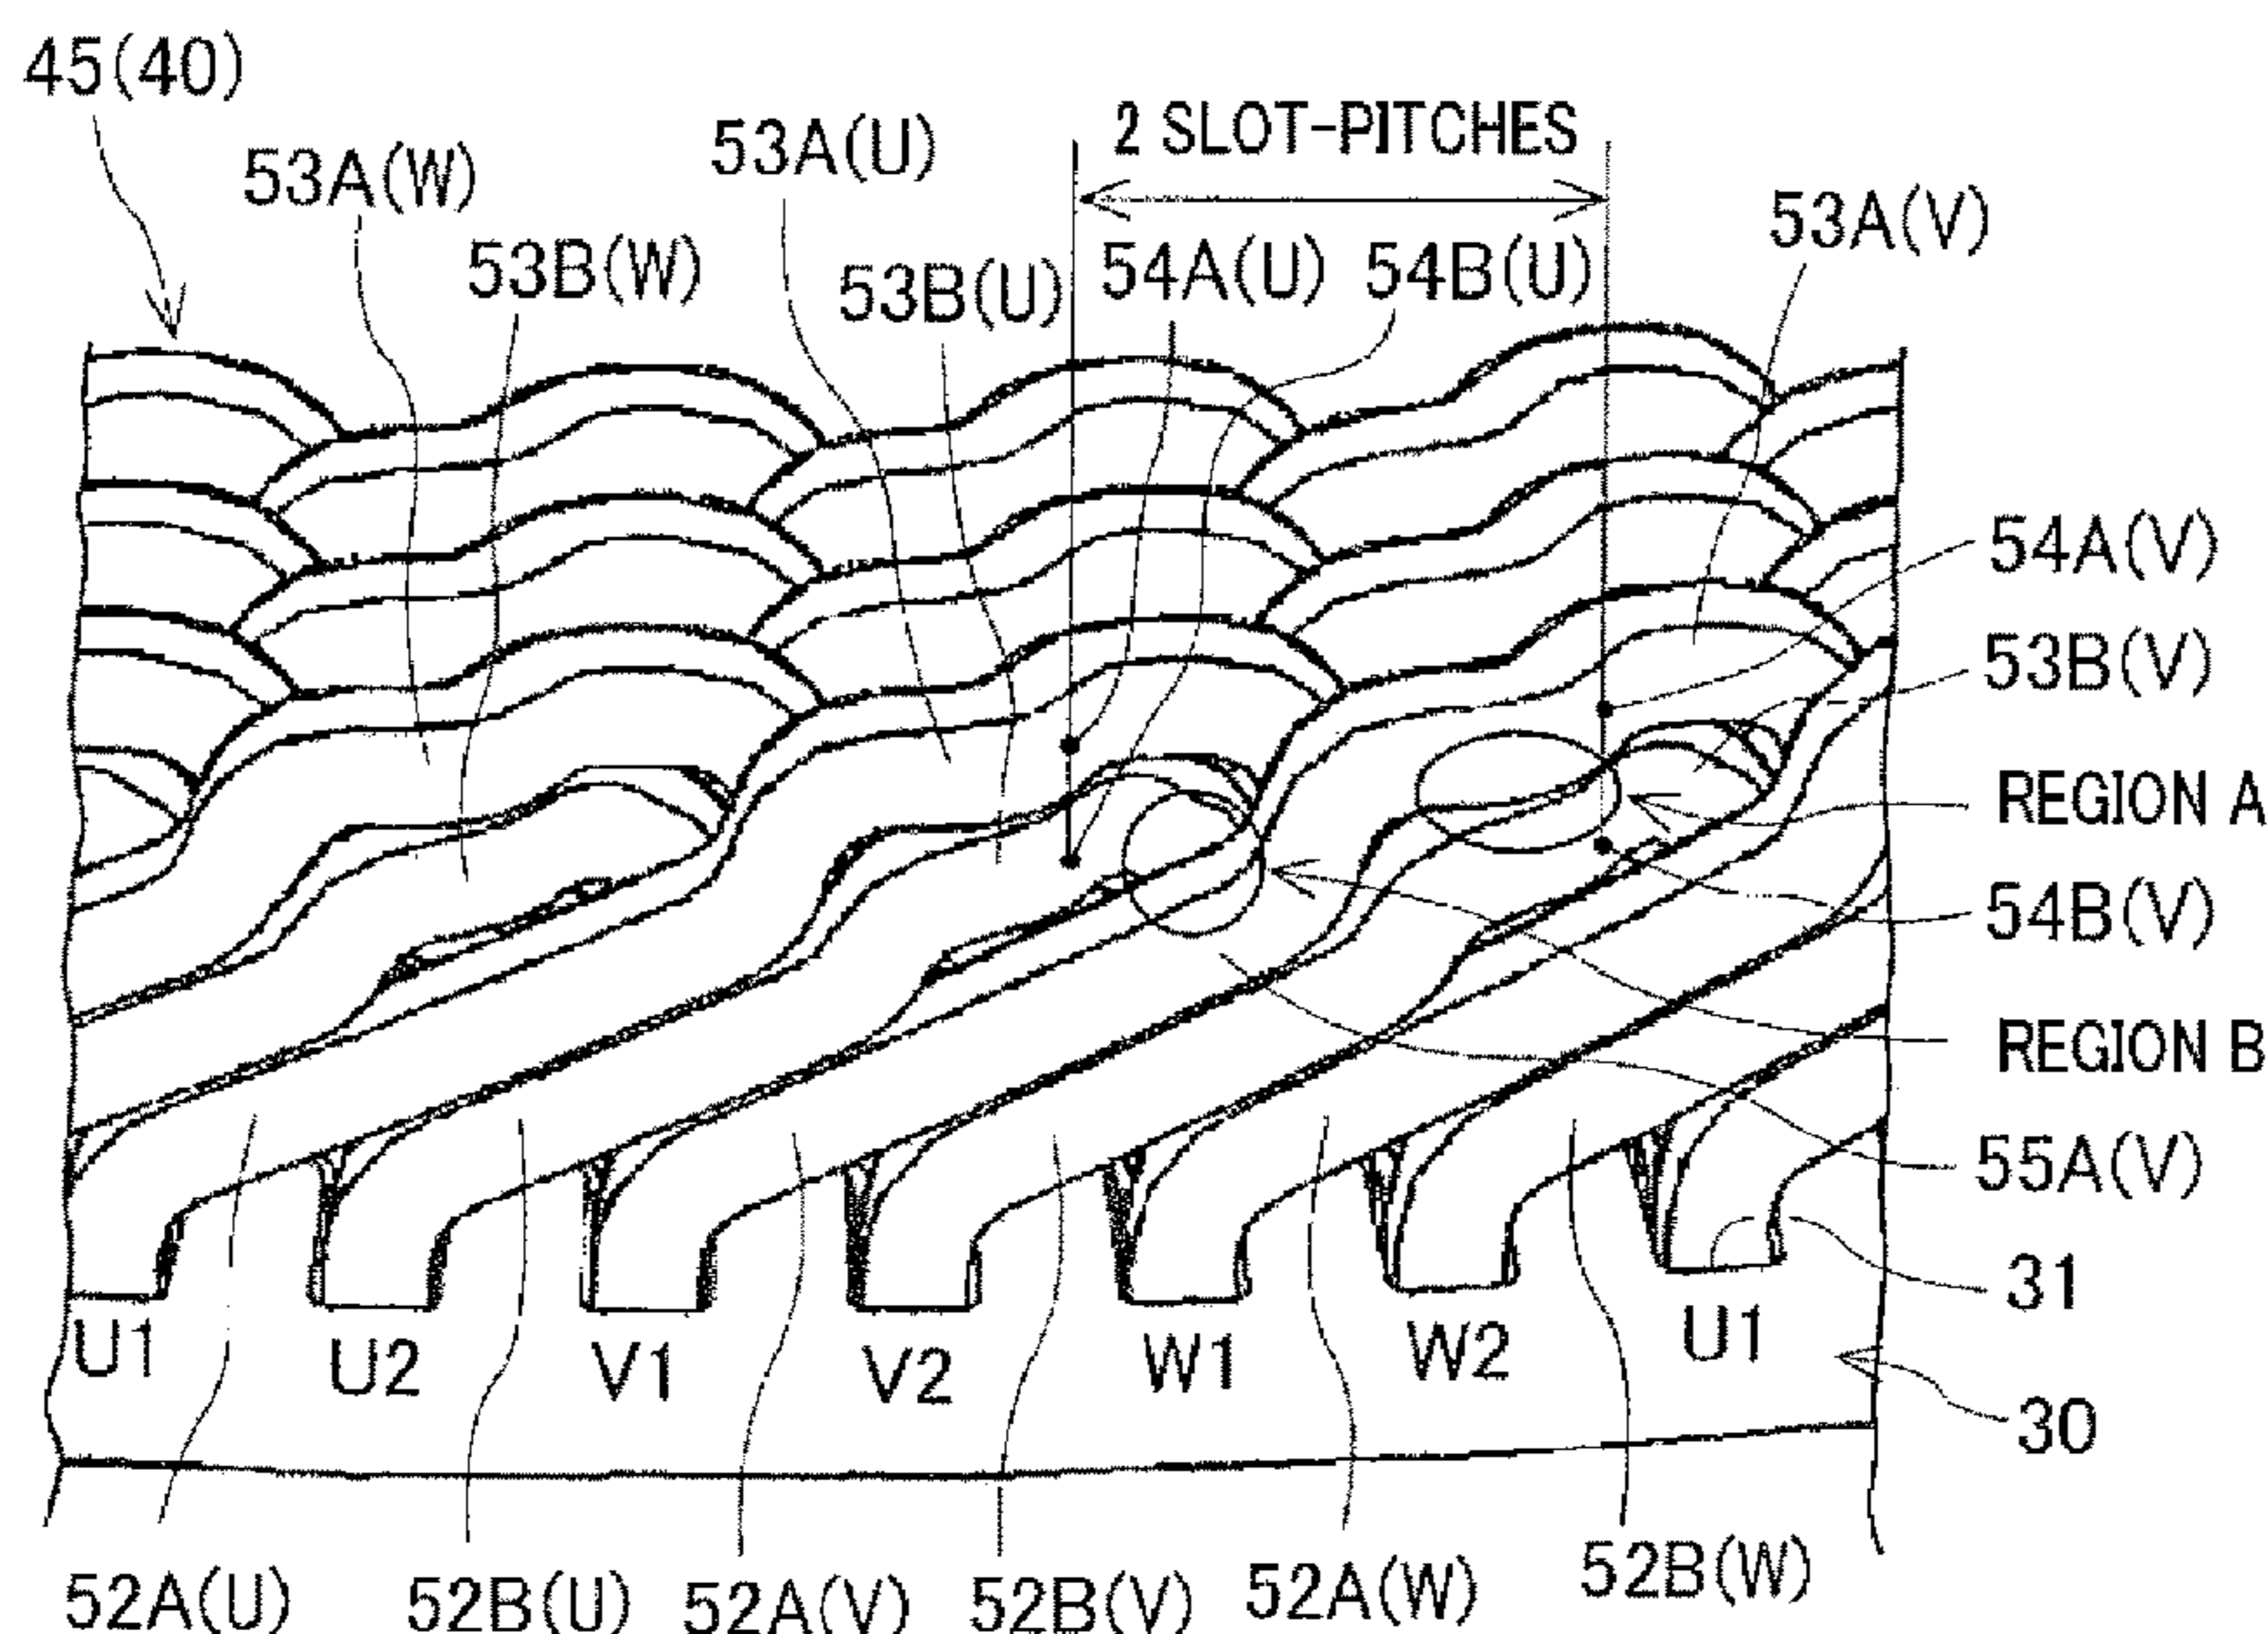 45(40)
2 SLOT-PITCHES
53A(U)
53A(W)
53A(V)
53B(W)
53B(U)
54A(U)
54B(U)
54A(V)
53B(V)
REGION A
54B(V)
REGION B
55A(V)
31
U1
U2
V1
V2
W1
W2
U1
30
52A(U)
52B(U)
52A(V)
52B(V)
52A(W)
52B(W)